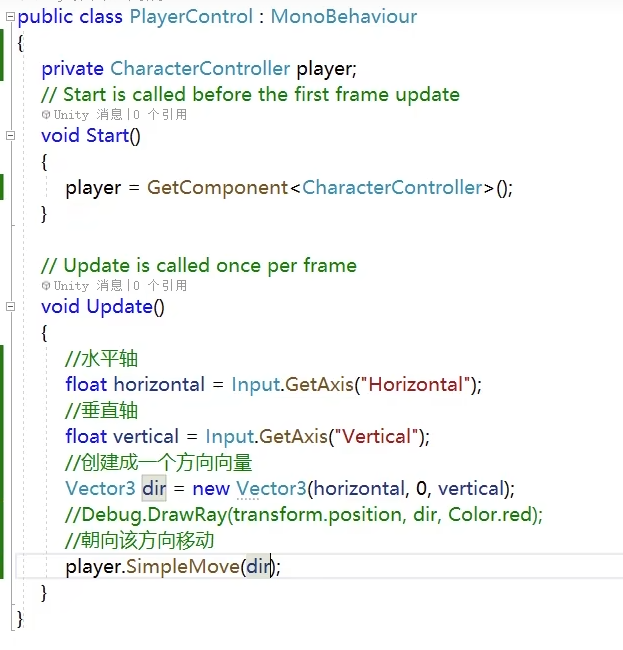 public class PlayerControl : MonoBehaviour
{
private CharacterController player;
// Start is called before the first frame update
Unity 消息|0 个引用
void Start()
{
player = GetComponent<CharacterController>();
}
// Update is called once per frame
Unity 消息|0 个引用
void Update()
{
//水平轴
float horizontal = Input.GetAxis("Horizontal");
//垂直轴
float vertical = Input.GetAxis("Vertical");
//创建成一个方向向量
Vector3 dir = new Vector3(horizontal, 0, vertical);
//Debug.DrawRay(transform.position, dir, Color.red);
//朝向该方向移动
player.SimpleMove(dir);
}
}